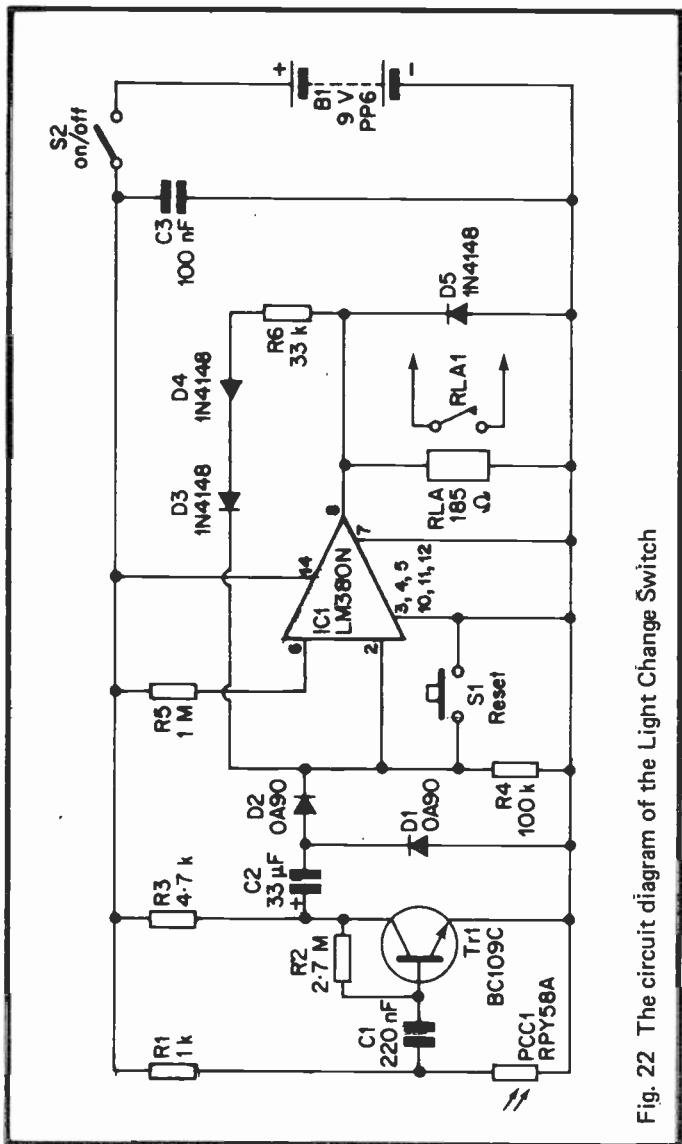 S2
on/off
+
B1
9 V
PP6
-
C3
100 nF
D4
1N4148
R6
33 k
D5
1N4148
D3
1N4148
RLA1
RLA
185
Ω
8
7
14
IC1
LM380N
3, 4, 5
10, 11, 12
6
2
R5
1 M
S1
Reset
D2
OA90
D1
OA90
R4
100 k
R3
4·7 k
C2
33 µF
+
R2
2·7 M
Tr1
BC109C
C1
220 nF
R1
1k
PCC1
RPY58A
Fig. 22 The circuit diagram of the Light Change Switch